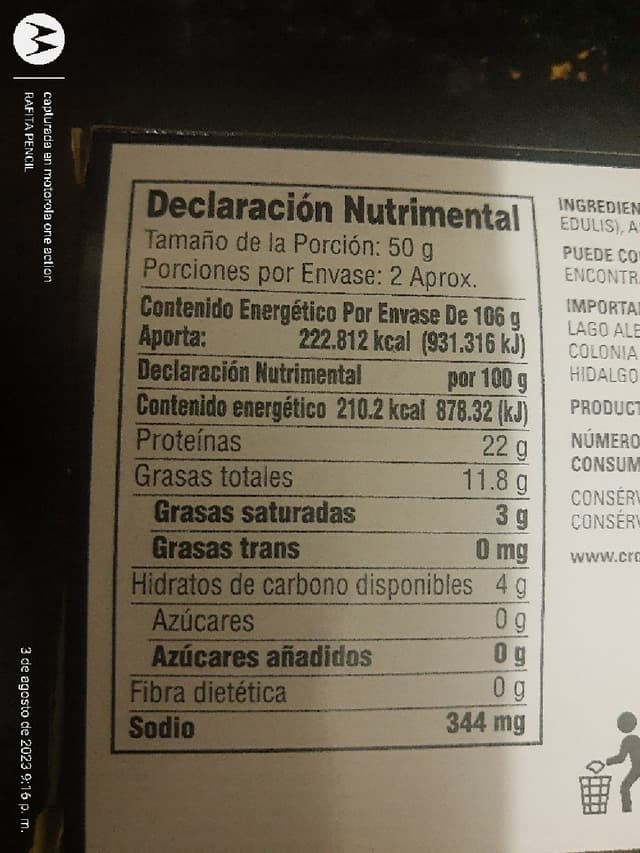 capturada en motorola one action
RAFITA PENCIL
3 de agosto de 2023 9:16 p. m.
Declaración Nutrimental
Tamaño de la Porción: 50 g
Porciones por Envase: 2 Aprox.
Contenido Energético Por Envase De 106 g
Aporta: 222.812 kcal (931.316 kJ)
Declaración Nutrimental por 100 g
Contenido energético 210.2 kcal 878.32 (kJ)
Proteínas 22 g
Grasas totales 11.8 g
Grasas saturadas 3 g
Grasas trans 0 mg
Hidratos de carbono disponibles 4 g
Azúcares 0 g
Azúcares añadidos 0 g
Fibra dietética 0 g
Sodio 344 mg
INGREDIEN
EDULIS), A
PUEDE CO
ENCONTR
IMPORTA
LAGO ALB
COLONIA
HIDALGO
PRODUCT
NÚMERO
CONSUM
CONSÉRV
CONSÉRV
www.cro